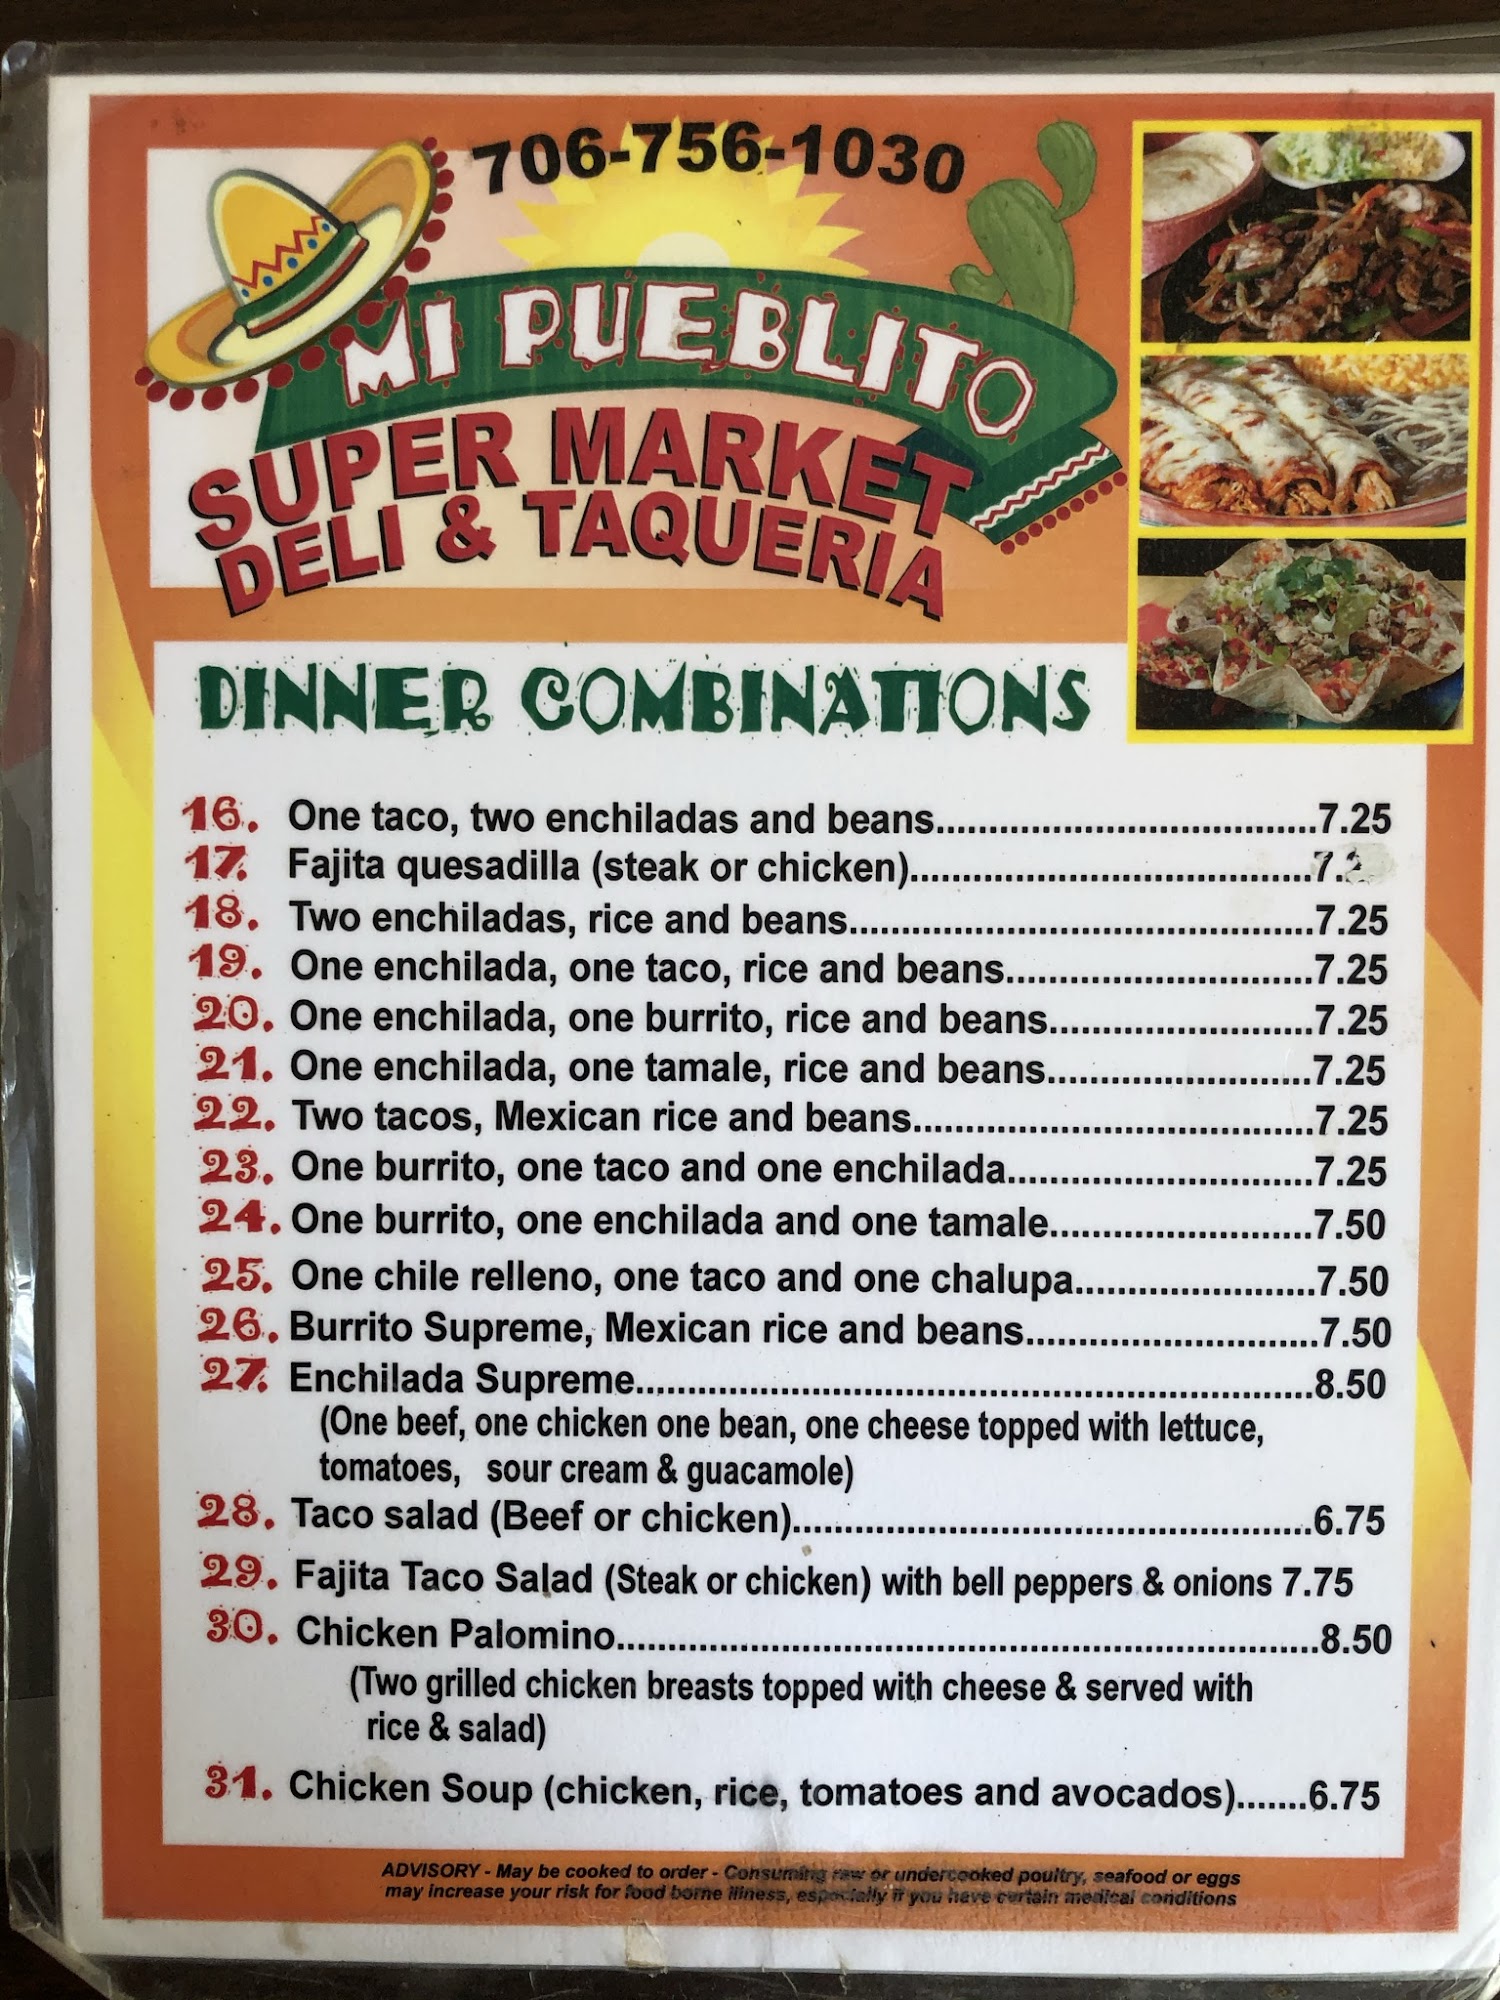 706-756-1030
MI PUEBLITO
SUPER MARKET
DELI & TAQUERIA
DINNER COMBINATIONS
16. One taco, two enchiladas and beans....................................7.25
17. Fajita quesadilla (steak or chicken)......................................7.
18. Two enchiladas, rice and beans............................................7.25
19. One enchilada, one taco, rice and beans.............................7.25
20. One enchilada, one burrito, rice and beans.........................7.25
21. One enchilada, one tamale, rice and beans.........................7.25
22. Two tacos, Mexican rice and beans......................................7.25
23. One burrito, one taco and one enchilada.............................7.25
24. One burrito, one enchilada and one tamale.........................7.50
25. One chile relleno, one taco and one chalupa.......................7.50
26. Burrito Supreme, Mexican rice and beans............................7.50
27. Enchilada Supreme................................................................8.50
(One beef, one chicken one bean, one cheese topped with lettuce,
tomatoes, sour cream & guacamole)
28. Taco salad (Beef or chicken).................................................6.75
29. Fajita Taco Salad (Steak or chicken) with bell peppers & onions 7.75
30. Chicken Palomino...................................................................8.50
(Two grilled chicken breasts topped with cheese & served with
rice & salad)
31. Chicken Soup (chicken, rice, tomatoes and avocados).......6.75
ADVISORY - May be cooked to order - Consuming raw or undercooked poultry, seafood or eggs
may increase your risk for food borne illness, especially if you have certain medical conditions